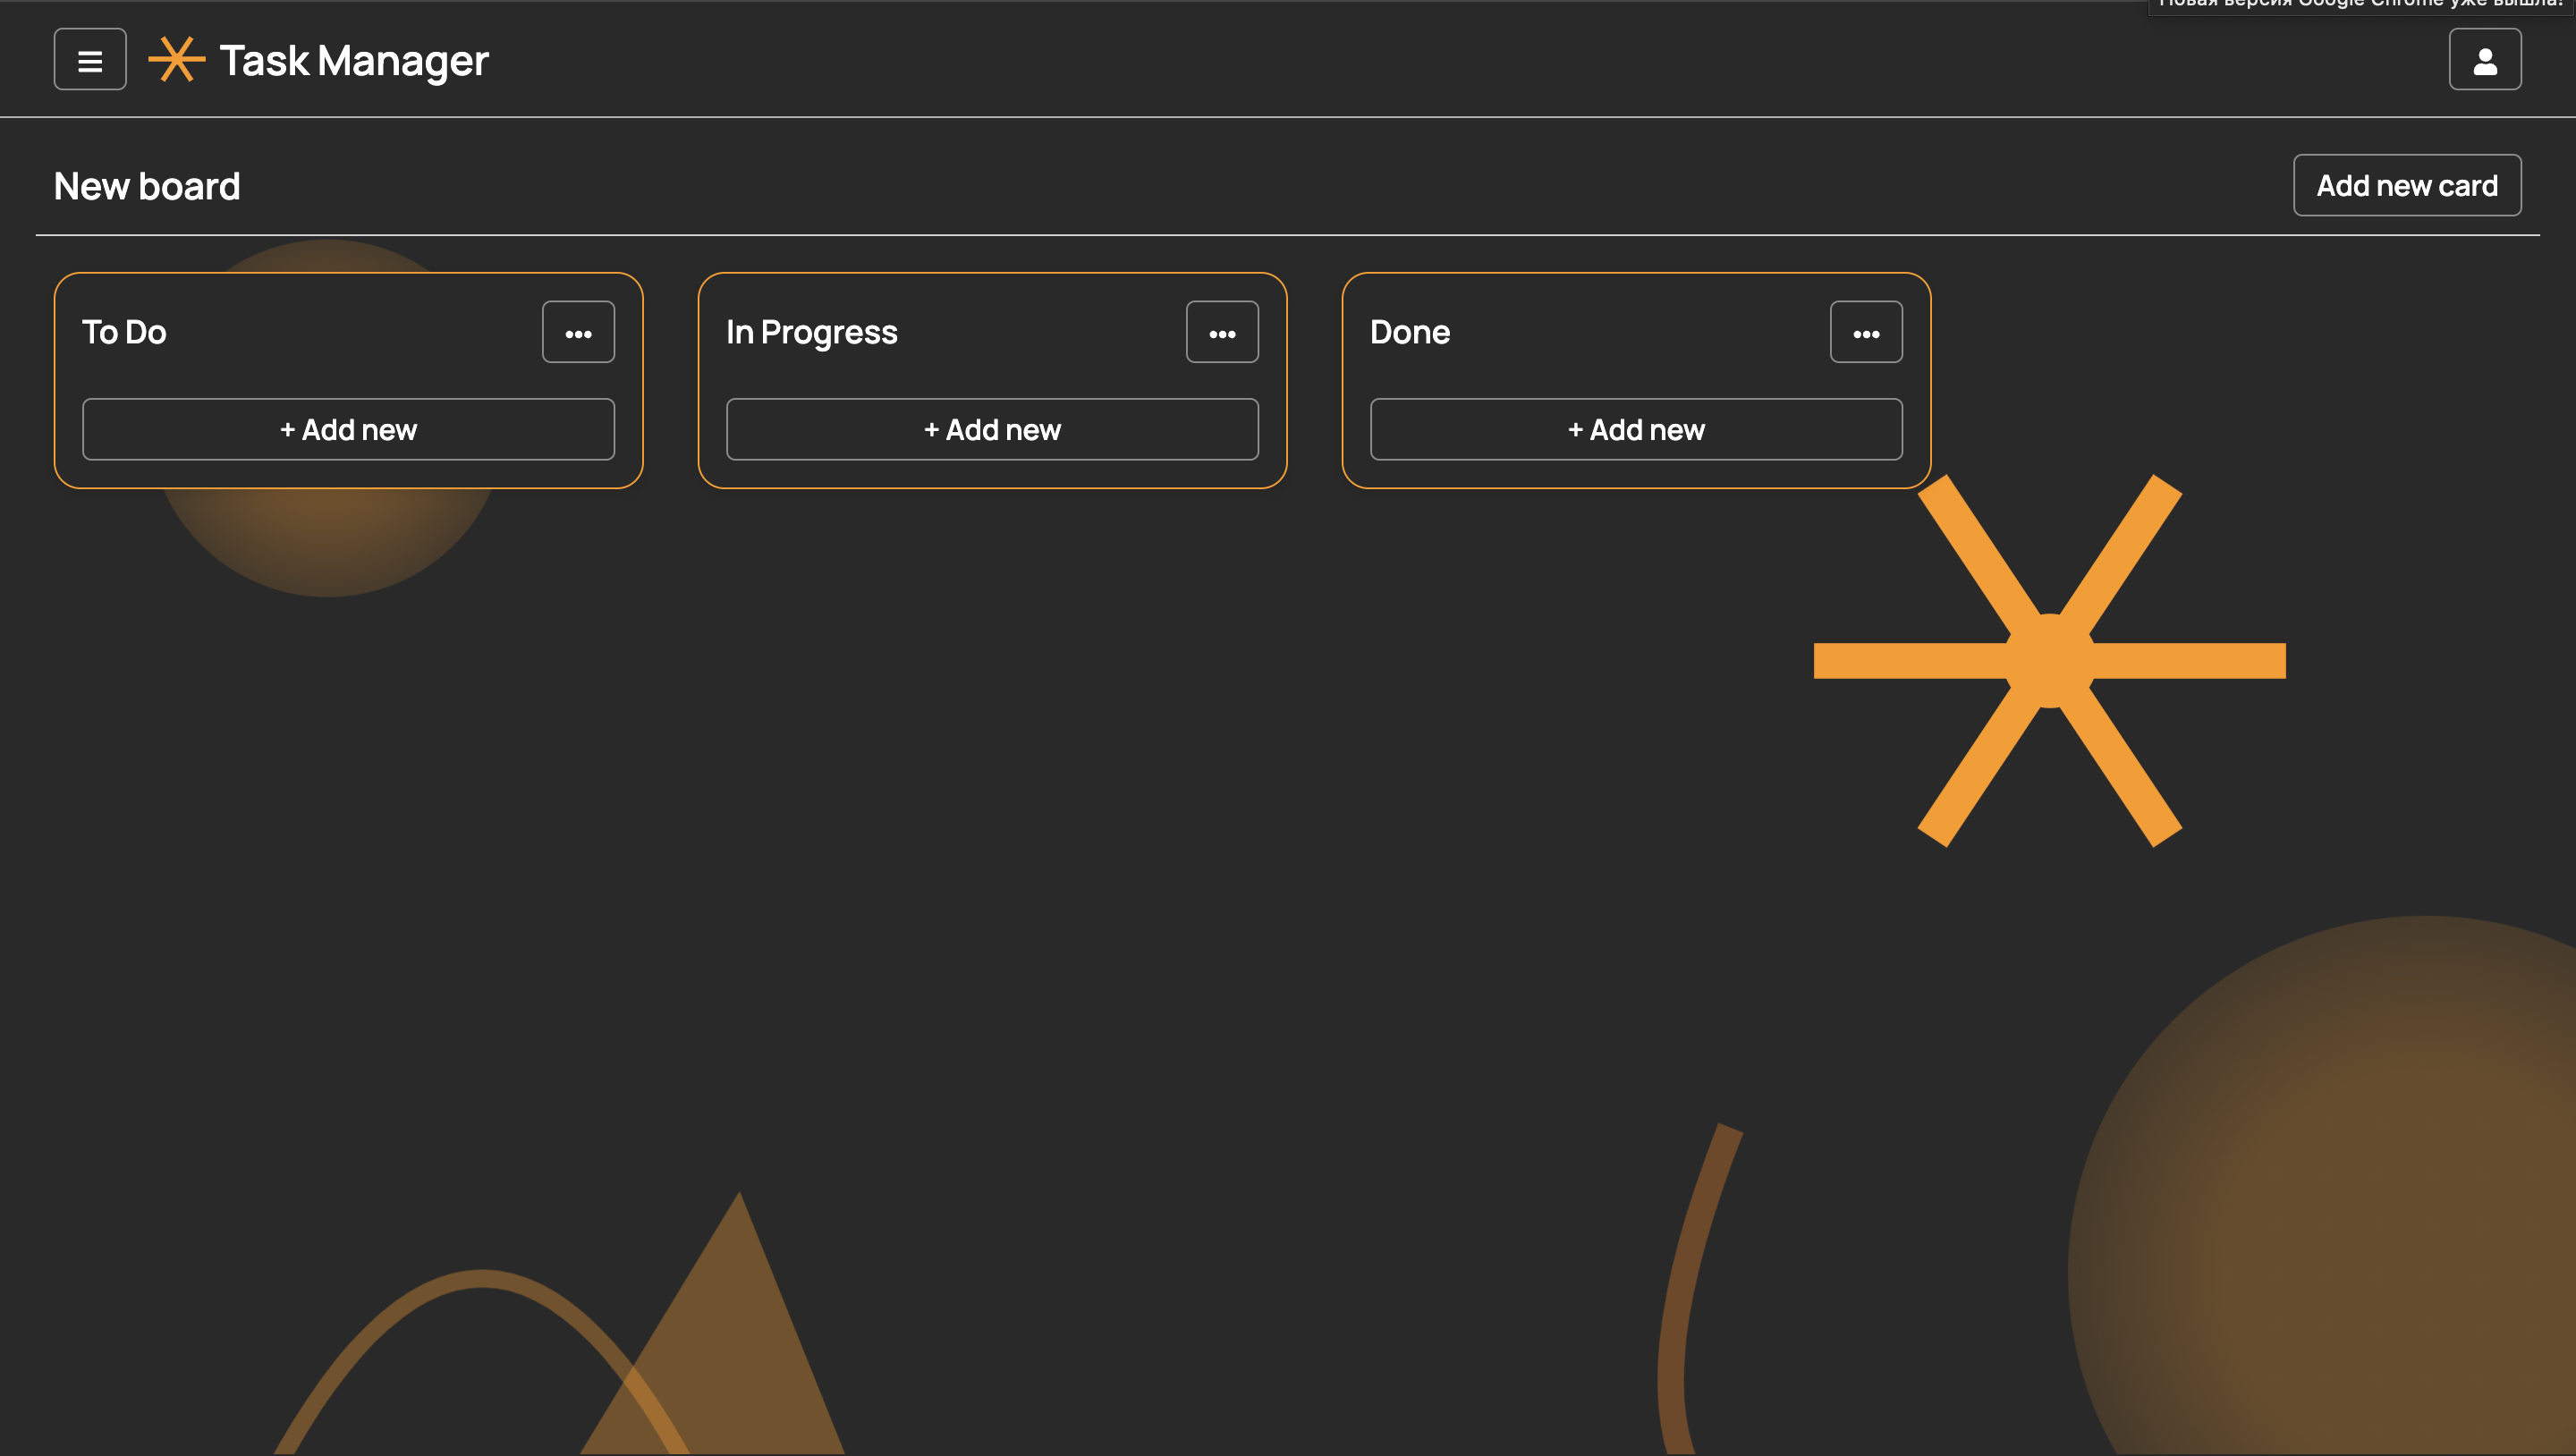 Новая версия Google Chrome уже вышла!
Task Manager
New board
Add new card
To Do
In Progress
Done
+ Add new
+ Add new
+ Add new